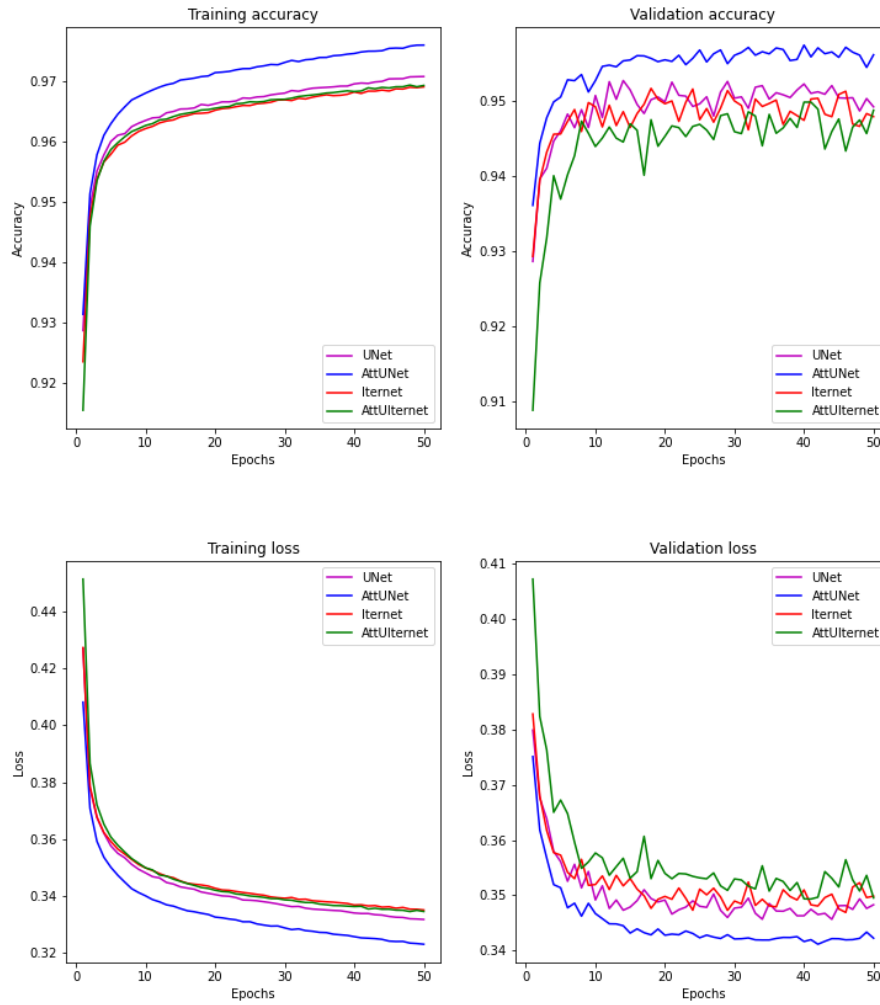 Training accuracy
Accuracy
0.97
0.96
0.95
0.94
0.93
0.92
0 10 20 30 40 50
Epochs
UNet
AttUNet
Iternet
AttUIternet
Validation accuracy
Accuracy
0.95
0.94
0.93
0.92
0.91
0 10 20 30 40 50
Epochs
UNet
AttUNet
Iternet
AttUIternet
Training loss
Loss
0.44
0.42
0.40
0.38
0.36
0.34
0.32
0 10 20 30 40 50
Epochs
UNet
AttUNet
Iternet
AttUIternet
Validation loss
Loss
0.41
0.40
0.39
0.38
0.37
0.36
0.35
0.34
0 10 20 30 40 50
Epochs
UNet
AttUNet
Iternet
AttUIternet